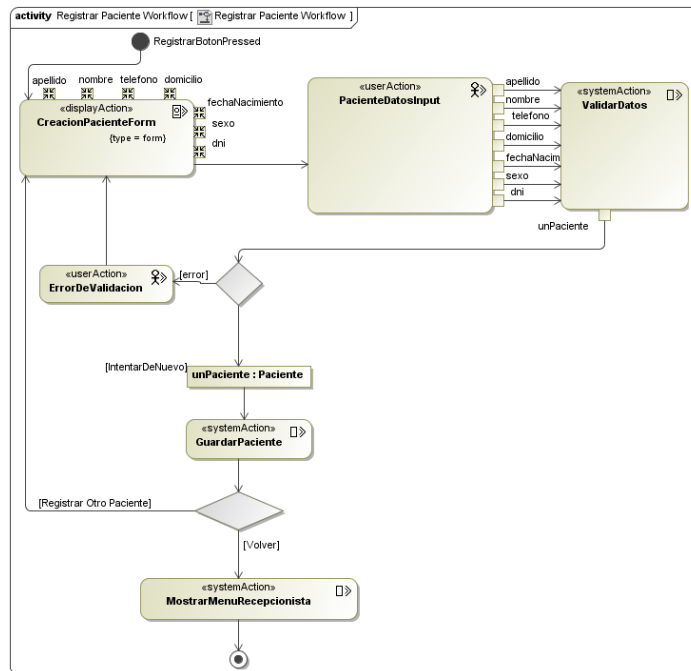 activity Registrar Paciente Workflow [ Registrar Paciente Workflow ]
RegistrarBotonPressed
apellido nombre telefono domicilio
«displayAction»
CreacionPacienteForm
{type = form}
fechaNacimiento
sexo
dni
«userAction»
PacienteDatosInput
apellido
nombre
telefono
domicilio
fechaNacim
sexo
dni
«systemAction»
ValidarDatos
unPaciente
«userAction»
ErrorDeValidacion
[error]
[IntentarDeNuevo]
unPaciente : Paciente
«systemAction»
GuardarPaciente
[Registrar Otro Paciente]
[Volver]
«systemAction»
MostrarMenuRecepcionista